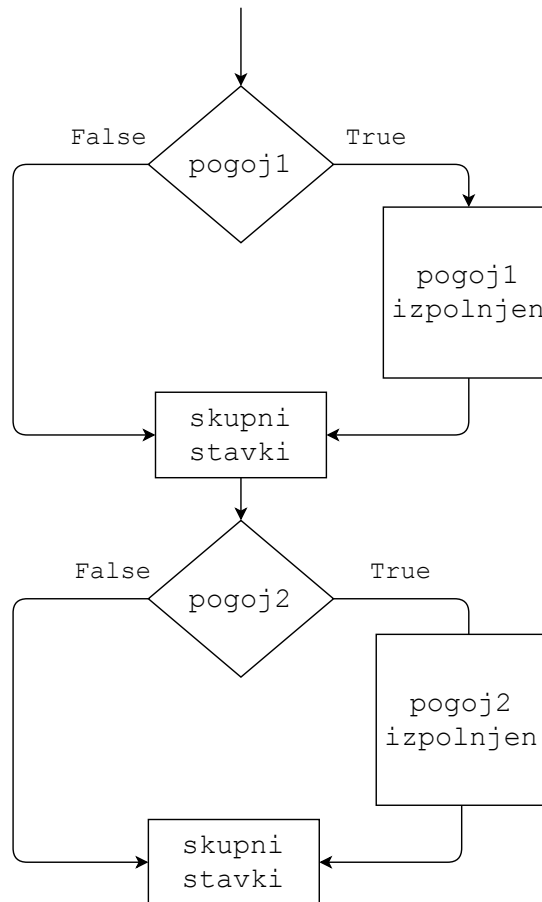 False
True
pogoj1
pogoj1
izpolnjen
skupni
stavki
False
True
pogoj2
pogoj2
izpolnjen
skupni
stavki